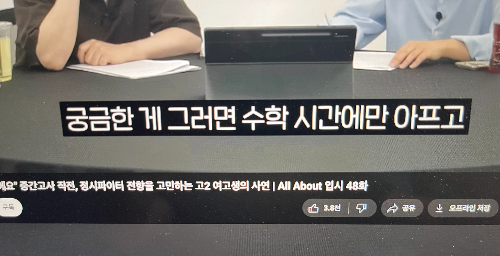 궁금한 게 그러면 수학 시간에만 아프고
중간고사 직전, 정시파이터 전향을 고민하는 고2 여고생의 사연 | All About 입시 48화
구독
3.8천
공유
오프라인 저장